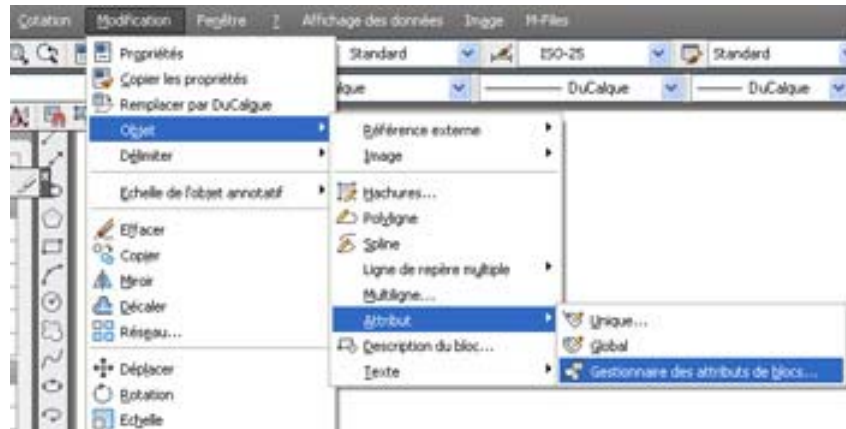 Cotation Modification Fenêtre ? Affichage des données Image M-Files
Standard ISO-25 Standard
DuCalque DuCalque
Propriétés
Copier les propriétés
Remplacer par DuCalque
Objet
Délimiter
Echelle de l'objet annotatif
Effacer
Copier
Miroir
Décaler
Réseau...
Déplacer
Rotation
Echelle
Référence externe
Image
Hachures...
Polyligne
Spline
Ligne de repère multiple
Multiligne...
Attribut
Description du bloc...
Texte
Unique...
Global
Gestionnaire des attributs de blocs...